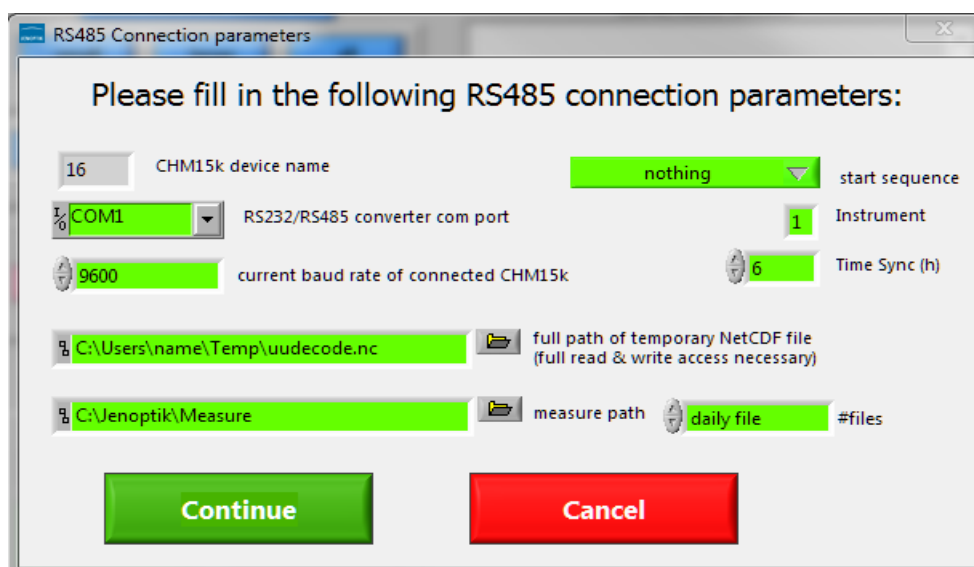 RS485 Connection parameters
Please fill in the following RS485 connection parameters:
16 CHM15k device name
nothing start sequence
COM1 RS232/RS485 converter com port
1 Instrument
9600 current baud rate of connected CHM15k
6 Time Sync (h)
C:\Users\name\Temp\uudecode.nc
full path of temporary NetCDF file
(full read & write access necessary)
C:\Jenoptik\Measure measure path
daily file #files
Continue
Cancel